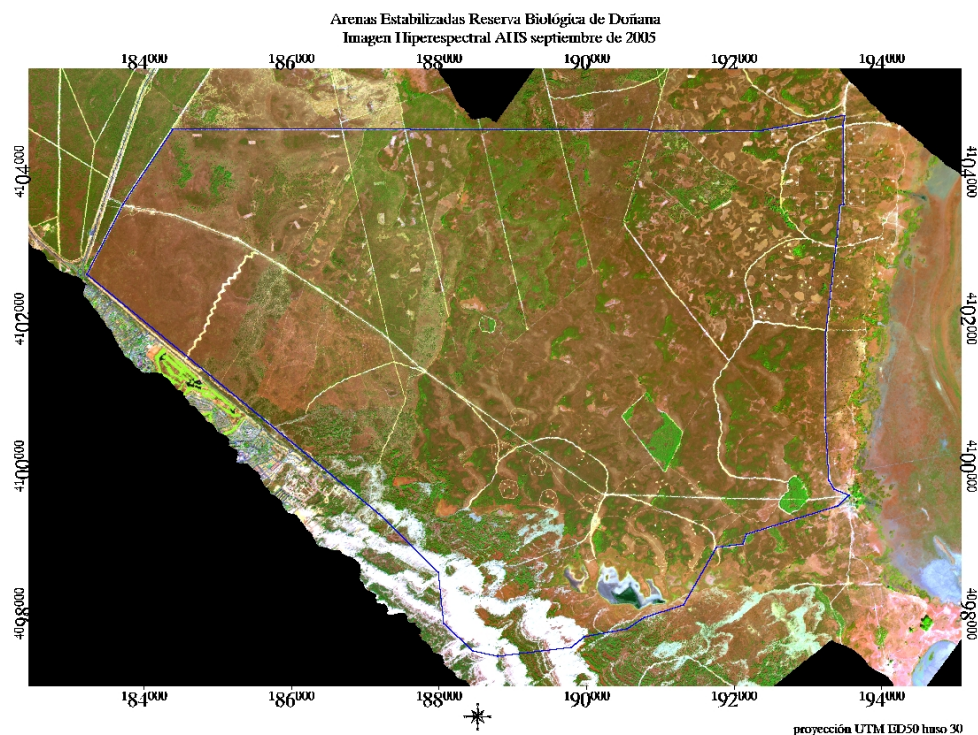 Arenas Estabilizadas Reserva Biológica de Doñana
Imagen Hiperespectral AHS septiembre de 2005
184000 186000 188000 190000 192000 194000
4104000 4104000
4102000 4102000
4100000 4100000
4098000 4098000
184000 186000 188000 190000 192000 194000
proyección UTM ED50 huso 30